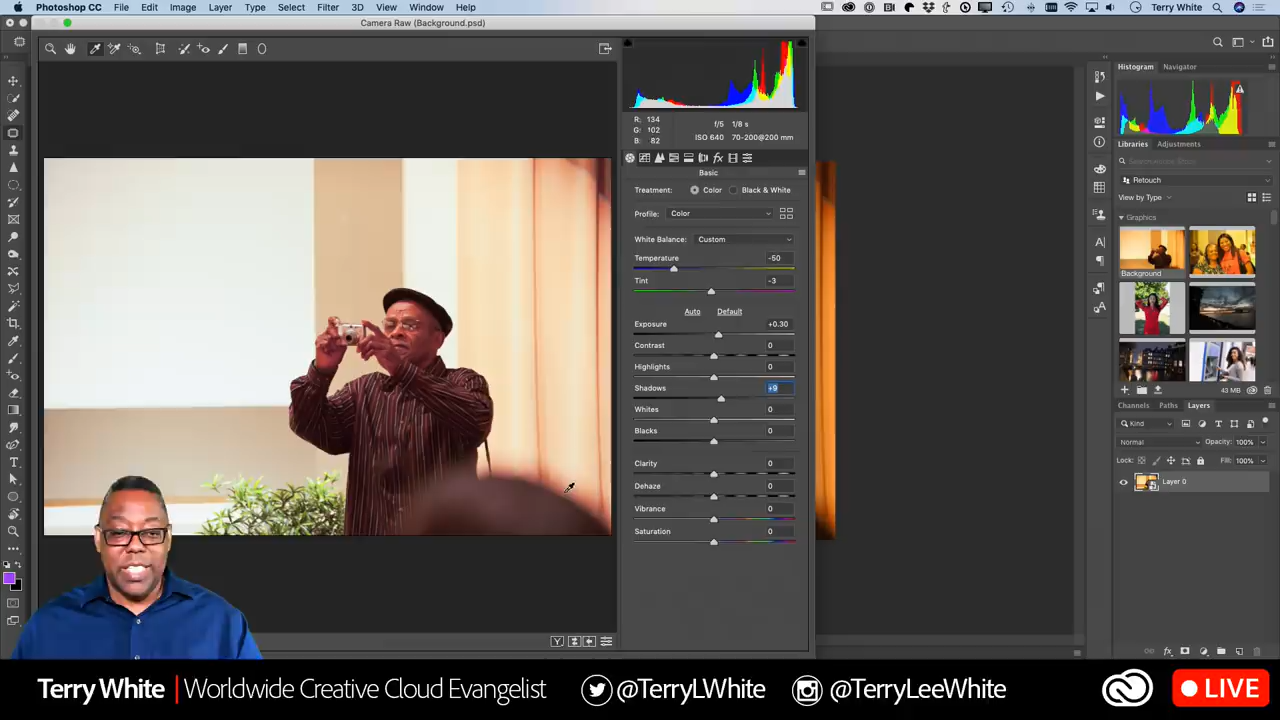 Photoshop CC File Edit Image Layer Type Select Filter 3D View Window Help Terry White
Camera Raw (Background.psd)
R: 134
G: 102
B: 82
f/5 1/8 s
ISO 640 70-200@200 mm
Basic
Treatment: Color Black & White
Profile: Color
White Balance: Custom
Temperature -50
Tint -3
Auto Default
Exposure +0.30
Contrast 0
Highlights 0
Shadows +9
Whites 0
Blacks 0
Clarity 0
Dehaze 0
Vibrance 0
Saturation 0
Y
Histogram Navigator
Libraries Adjustments
Retouch
View by Type
Graphics
Background
43 MB
Channels Paths Layers
Kind
Normal Opacity: 100%
Lock: Fill: 100%
Layer 0
fx
Terry White | Worldwide Creative Cloud Evangelist @TerryLWhite @TerryLeeWhite LIVE